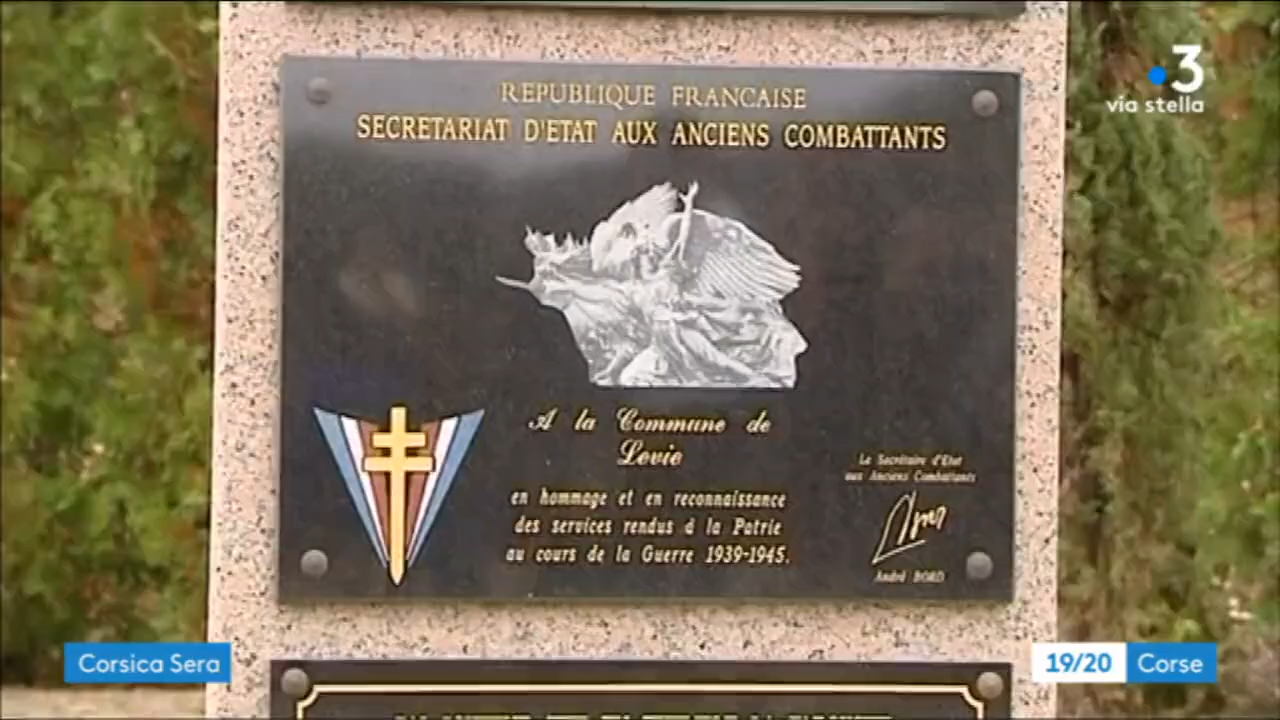 3
via stella
REPUBLIQUE FRANCAISE
SECRETARIAT D'ETAT AUX ANCIENS COMBATTANTS
A la Commune de
Levie
en hommage et en reconnaissance
des services rendus à la Patrie
au cours de la Guerre 1939-1945.
Le Secrétaire d'Etat
aux Anciens Combattants
André BORD
Corsica Sera
19/20 Corse